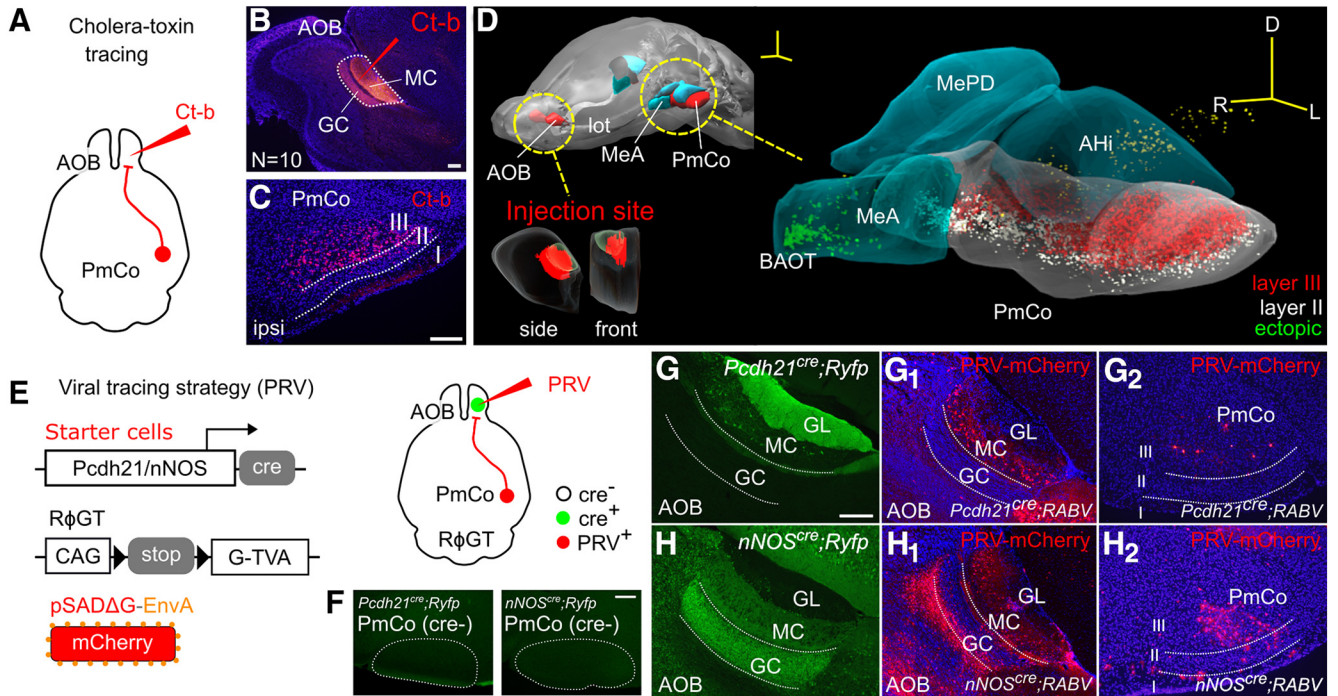 A
Cholera-toxin
tracing
Ct-b
AOB
PmCo
B
AOB
Ct-b
MC
GC
N=10
C
PmCo
Ct-b
III
II
I
ipsi
D
lot
AOB
MeA
PmCo
Injection site
side
front
MePD
D
R
L
AHi
MeA
BAOT
PmCo
layer III
layer II
ectopic
E
Viral tracing strategy (PRV)
Starter cells
Pcdh21/nNOS
cre
RϕGT
CAG
stop
G-TVA
pSADΔG-EnvA
mCherry
PRV
AOB
PmCo
RϕGT
cre⁻
cre⁺
PRV⁺
F
Pcdh21ᶜʳᵉ;Ryfp
PmCo (cre-)
nNOSᶜʳᵉ;Ryfp
PmCo (cre-)
G
Pcdh21ᶜʳᵉ;Ryfp
GL
MC
GC
AOB
G₁
PRV-mCherry
GL
MC
GC
AOB
Pcdh21ᶜʳᵉ;RABV
G₂
PRV-mCherry
PmCo
III
II
I
Pcdh21ᶜʳᵉ;RABV
H
nNOSᶜʳᵉ;Ryfp
GL
MC
GC
AOB
H₁
PRV-mCherry
GL
MC
GC
AOB
nNOSᶜʳᵉ;RABV
H₂
PRV-mCherry
PmCo
III
II
I
nNOSᶜʳᵉ;RABV